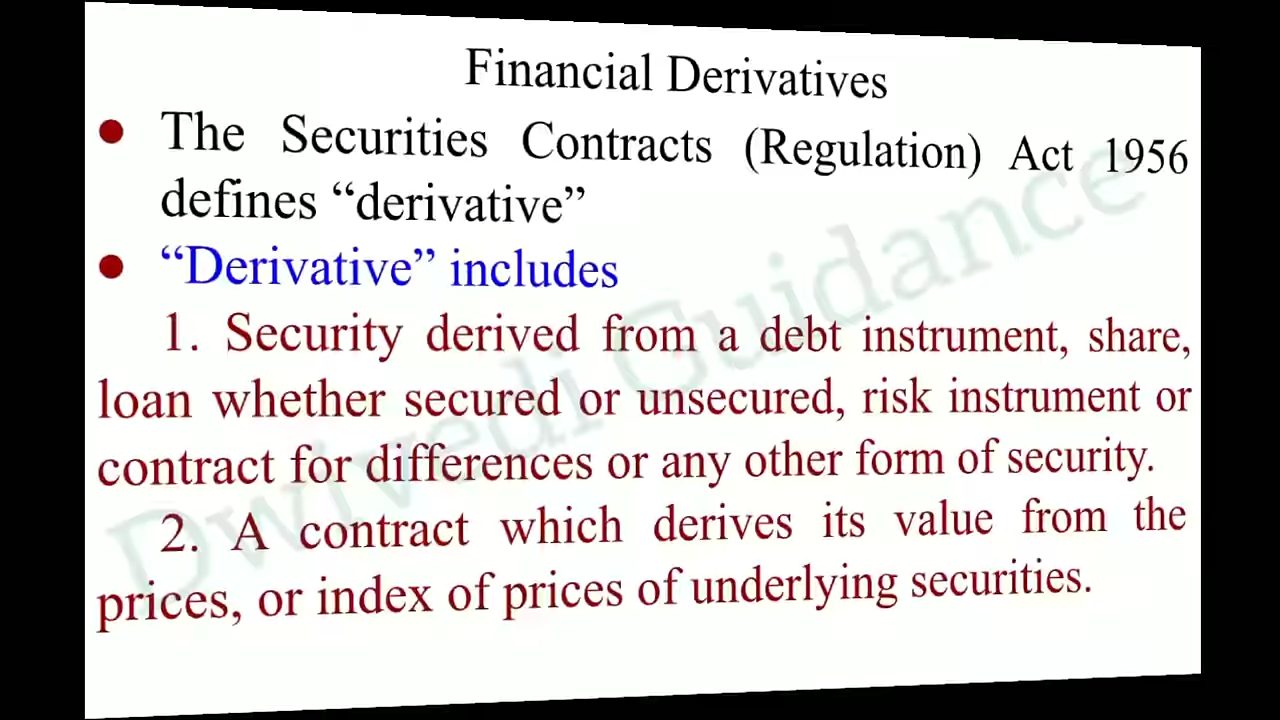 Financial Derivatives
● The Securities Contracts (Regulation) Act 1956
defines “derivative”
● “Derivative” includes
1. Security derived from a debt instrument, share,
loan whether secured or unsecured, risk instrument or
contract for differences or any other form of security.
2. A contract which derives its value from the
prices, or index of prices of underlying securities.
Dwivedi Guidance